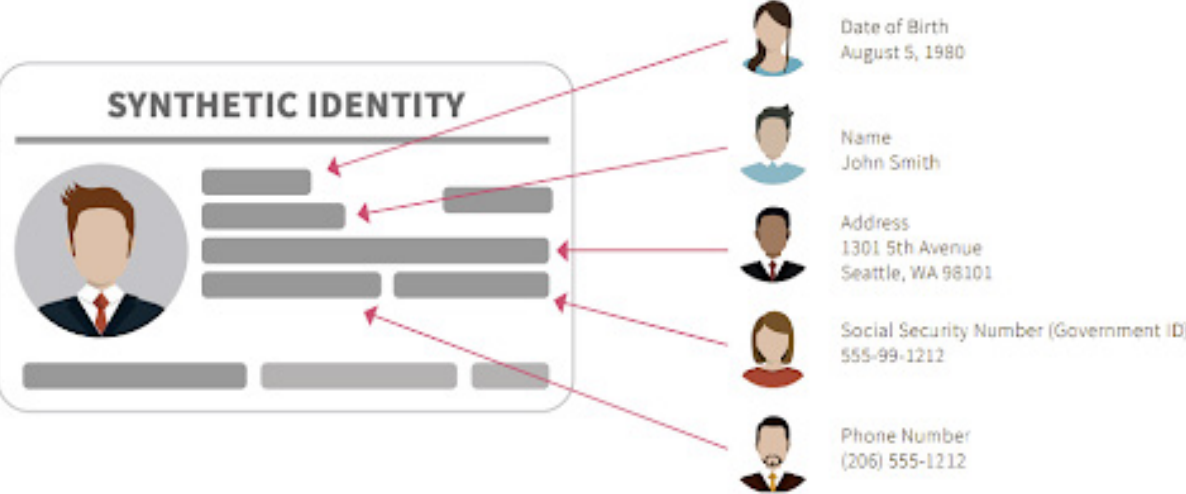 SYNTHETIC IDENTITY
Date of Birth
August 5, 1980
Name
John Smith
Address
1301 5th Avenue
Seattle, WA 98101
Social Security Number (Government ID)
555-99-1212
Phone Number
(206) 555-1212